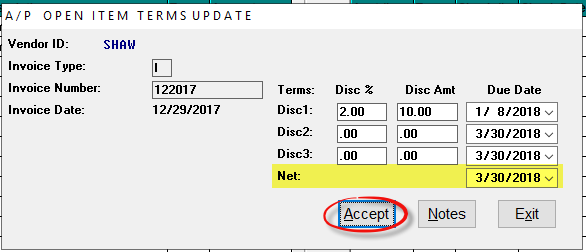 A/P OPEN ITEM TERMS UPDATE
Vendor ID: SHAW
Invoice Type: I
Invoice Number: 122017
Invoice Date: 12/29/2017
Terms: Disc % Disc Amt Due Date
Disc1: 2.00 10.00 1/ 8/2018
Disc2: .00 .00 3/30/2018
Disc3: .00 .00 3/30/2018
Net: 3/30/2018
Accept Notes Exit